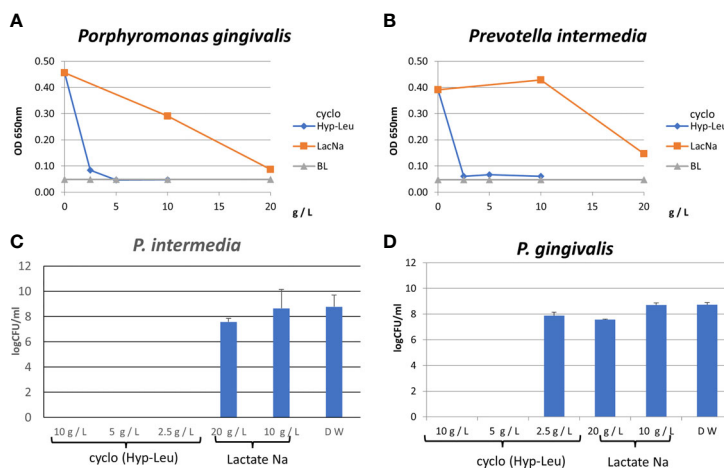 A
Porphyromonas gingivalis
0.50
0.40
0.30
0.20
0.10
0.00
OD 650nm
0
5
10
15
20
g / L
cyclo
Hyp-Leu
LacNa
BL
B
Prevotella intermedia
0.50
0.40
0.30
0.20
0.10
0.00
OD 650nm
0
5
10
15
20
g / L
cyclo
Hyp-Leu
LacNa
BL
C
P. intermedia
12
10
8
6
4
2
0
logCFU/ml
10 g / L
5 g / L
2.5 g / L
20 g / L
10 g / L
D W
cyclo (Hyp-Leu)
Lactate Na
D
P. gingivalis
12
10
8
6
4
2
0
logCFU/ml
10 g / L
5 g / L
2.5 g / L
20 g / L
10 g / L
D W
cyclo (Hyp-Leu)
Lactate Na